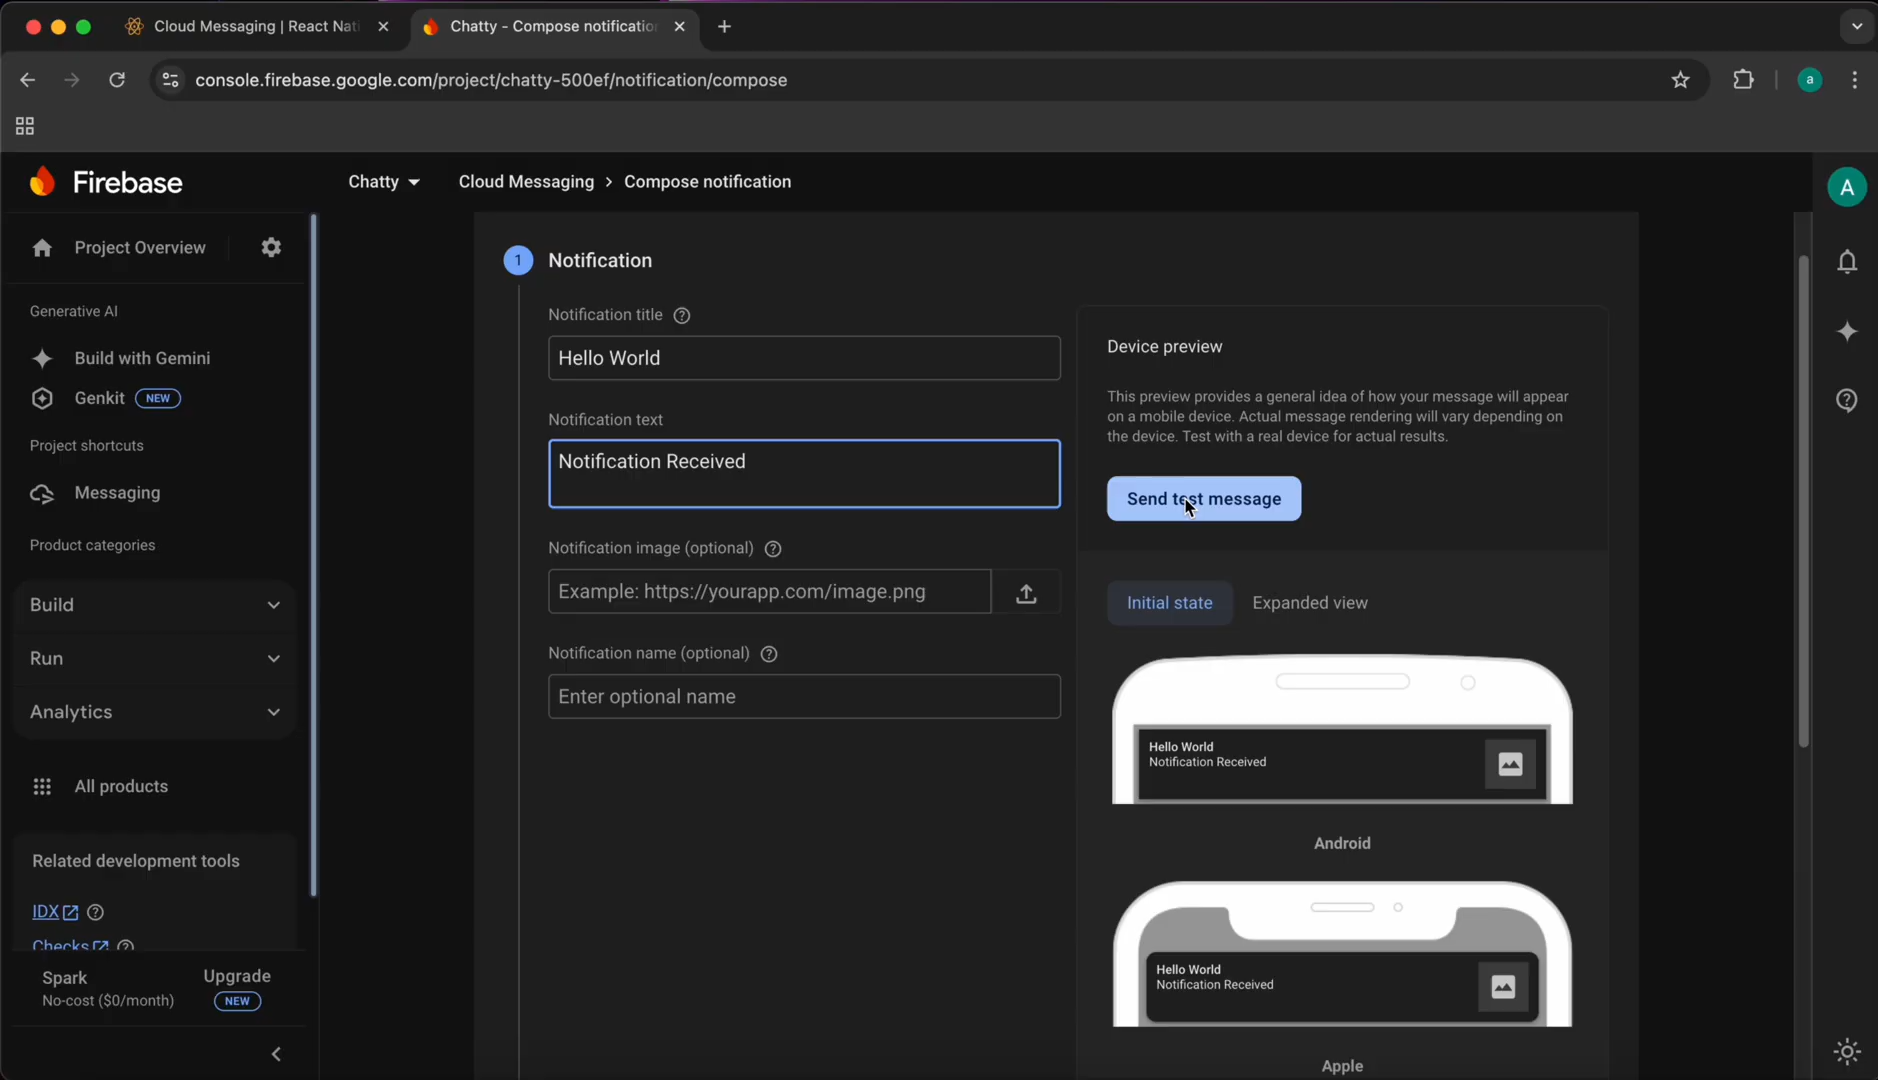 Cloud Messaging | React Nati
Chatty - Compose notificatio
console.firebase.google.com/project/chatty-500ef/notification/compose
a
Firebase
Chatty
Cloud Messaging > Compose notification
A
Project Overview
Generative AI
Build with Gemini
Genkit NEW
Project shortcuts
Messaging
Product categories
Build
Run
Analytics
All products
Related development tools
IDX
Checks
Spark
No-cost ($0/month)
Upgrade
NEW
1 Notification
Notification title
Hello World
Notification text
Notification Received
Notification image (optional)
Example: https://yourapp.com/image.png
Notification name (optional)
Enter optional name
Device preview
This preview provides a general idea of how your message will appear
on a mobile device. Actual message rendering will vary depending on
the device. Test with a real device for actual results.
Send test message
Initial state
Expanded view
Hello World
Notification Received
Android
Hello World
Notification Received
Apple